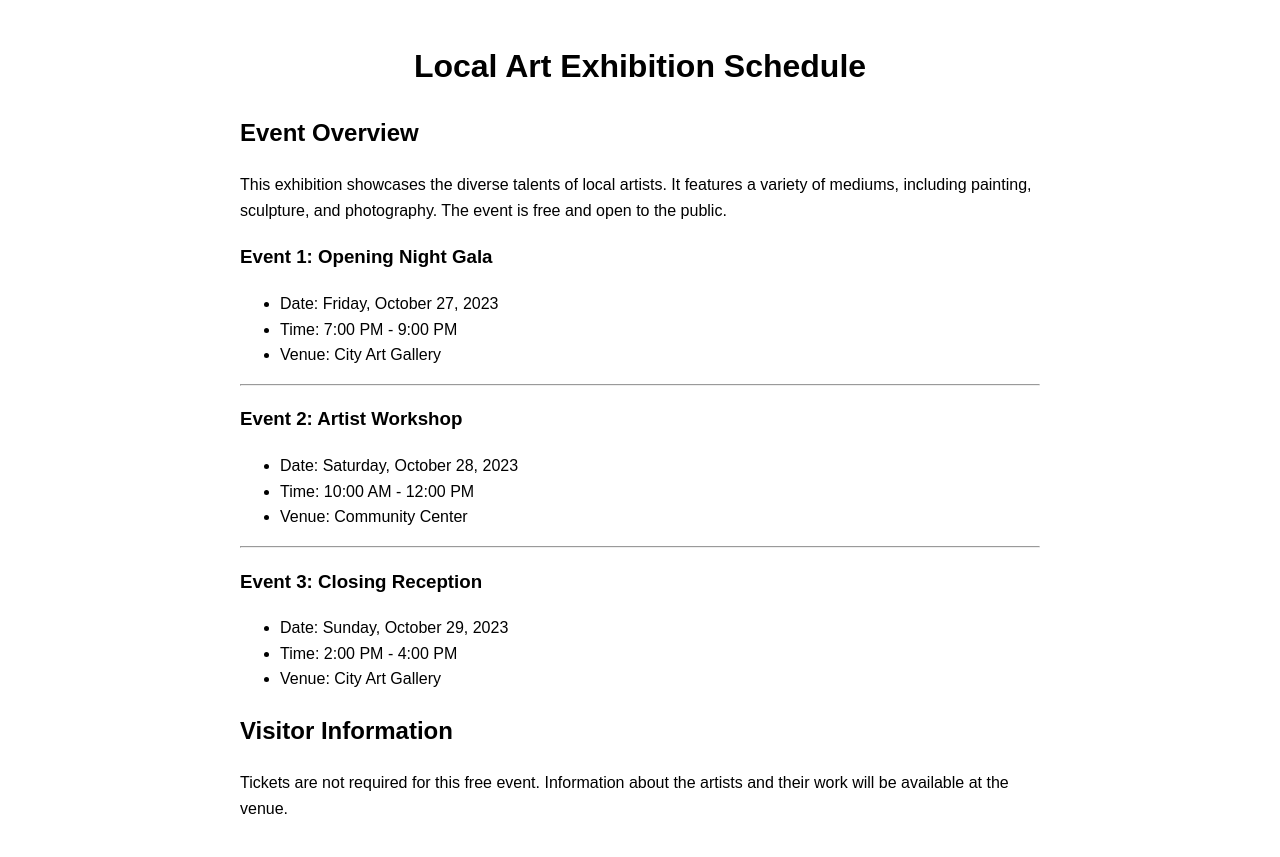 Local Art Exhibition Schedule
Event Overview
This exhibition showcases the diverse talents of local artists. It features a variety of mediums, including painting,
sculpture, and photography. The event is free and open to the public.
Event 1: Opening Night Gala
• Date: Friday, October 27, 2023
• Time: 7:00 PM - 9:00 PM
• Venue: City Art Gallery
Event 2: Artist Workshop
• Date: Saturday, October 28, 2023
• Time: 10:00 AM - 12:00 PM
• Venue: Community Center
Event 3: Closing Reception
• Date: Sunday, October 29, 2023
• Time: 2:00 PM - 4:00 PM
• Venue: City Art Gallery
Visitor Information
Tickets are not required for this free event. Information about the artists and their work will be available at the
venue.